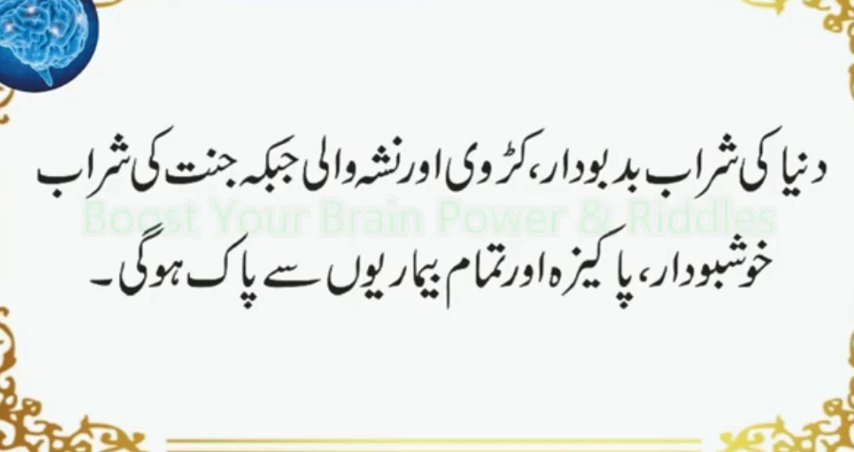 دنیا کی شراب بدبودار، کڑوی اور نشہ والی جبکہ جنت کی شراب
Boost Your Brain Power & Riddles
خوشبودار، پاکیزہ اور تمام بیماریوں سے پاک ہوگی۔